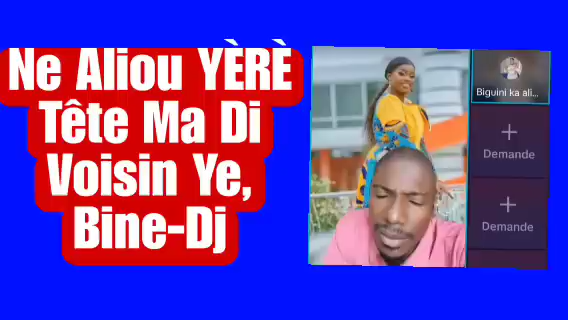 Ne Aliou YÈRÈ
Tête Ma Di
Voisin Ye,
Bine-Dj
Biguini ka ali...
Demande
Demande